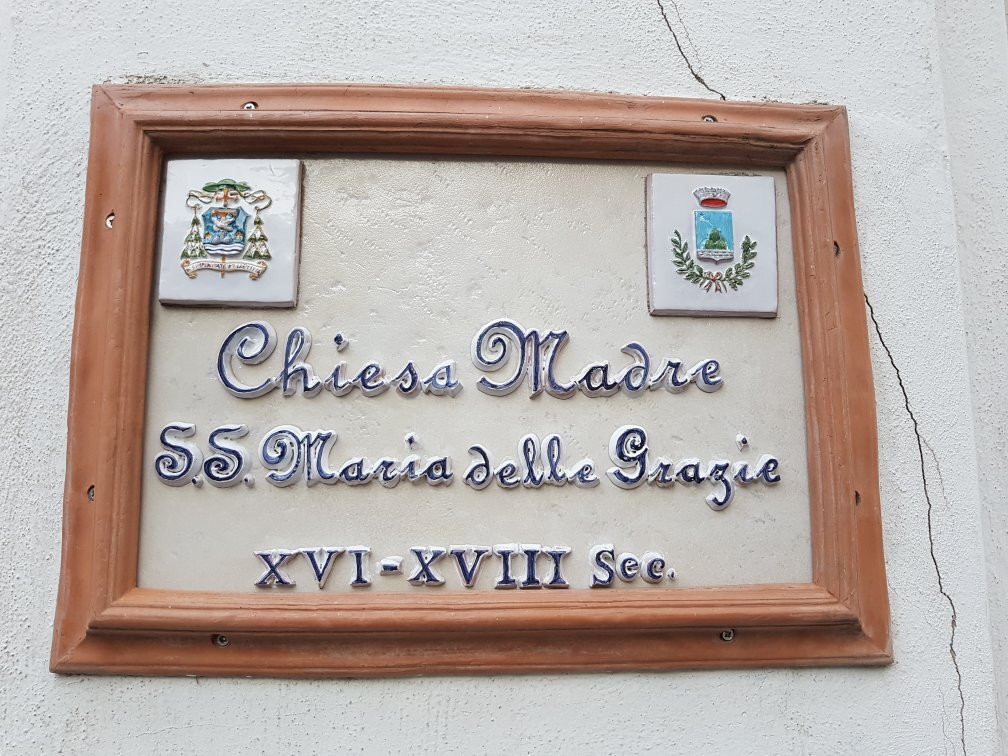 Chiesa Madre
S.S. Maria delle Grazie
XVI-XVIII Sec.